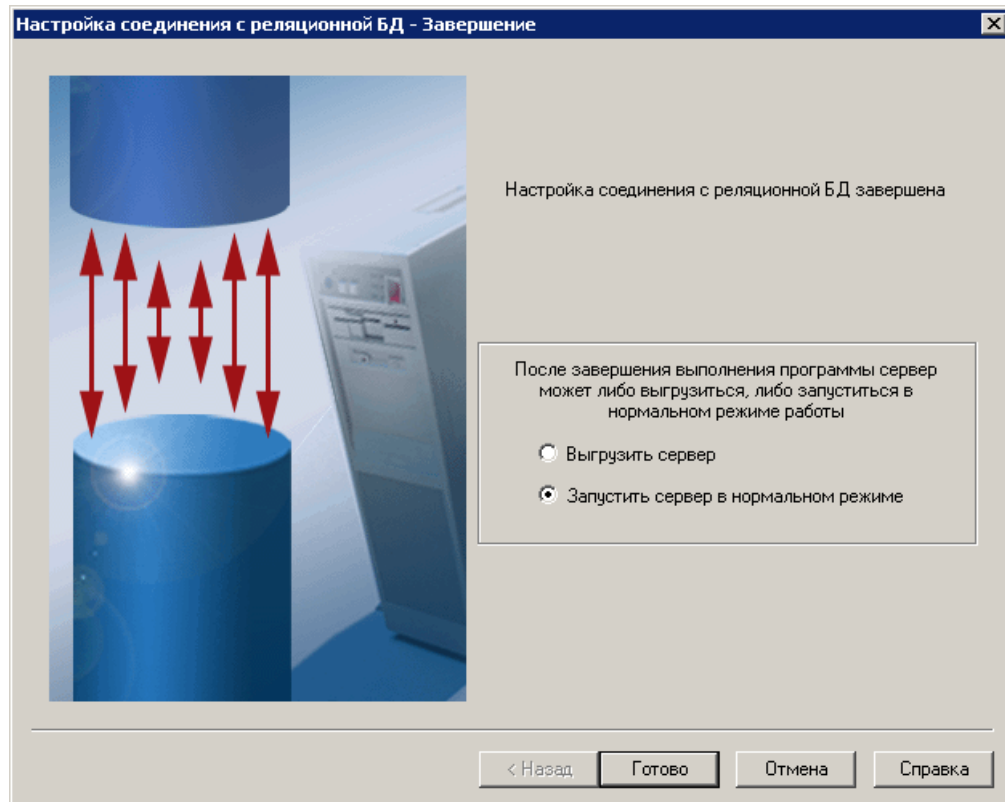 Настройка соединения с реляционной БД - Завершение
Настройка соединения с реляционной БД завершена
После завершения выполнения программы сервер
может либо выгрузиться, либо запуститься в
нормальном режиме работы
Выгрузить сервер
Запустить сервер в нормальном режиме
< Назад
Готово
Отмена
Справка